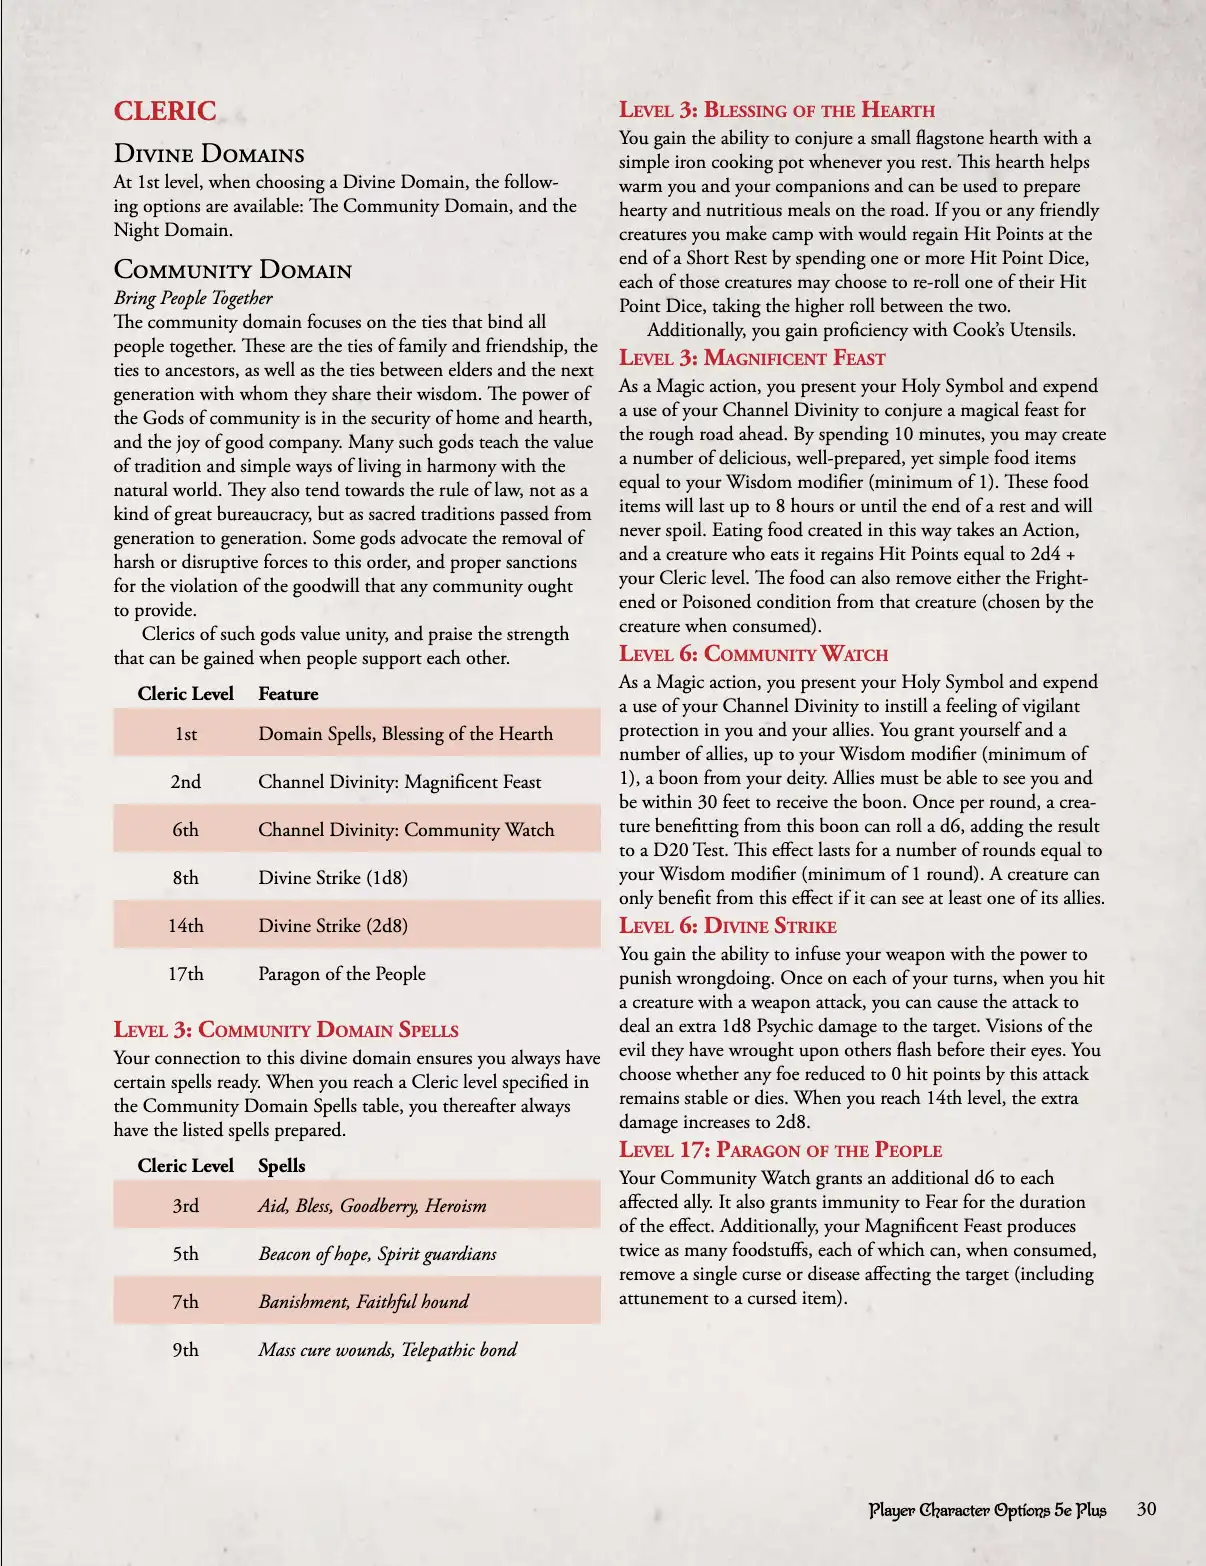 CLERIC
Divine Domains
At 1st level, when choosing a Divine Domain, the follow-
ing options are available: The Community Domain, and the
Night Domain.
Community Domain
Bring People Together
The community domain focuses on the ties that bind all
people together. These are the ties of family and friendship, the
ties to ancestors, as well as the ties between elders and the next
generation with whom they share their wisdom. The power of
the Gods of community is in the security of home and hearth,
and the joy of good company. Many such gods teach the value
of tradition and simple ways of living in harmony with the
natural world. They also tend towards the rule of law, not as a
kind of great bureaucracy, but as sacred traditions passed from
generation to generation. Some gods advocate the removal of
harsh or disruptive forces to this order, and proper sanctions
for the violation of the goodwill that any community ought
to provide.
Clerics of such gods value unity, and praise the strength
that can be gained when people support each other.
Cleric Level Feature
1st Domain Spells, Blessing of the Hearth
2nd Channel Divinity: Magnificent Feast
6th Channel Divinity: Community Watch
8th Divine Strike (1d8)
14th Divine Strike (2d8)
17th Paragon of the People
Level 3: Community Domain Spells
Your connection to this divine domain ensures you always have
certain spells ready. When you reach a Cleric level specified in
the Community Domain Spells table, you thereafter always
have the listed spells prepared.
Cleric Level Spells
3rd Aid, Bless, Goodberry, Heroism
5th Beacon of hope, Spirit guardians
7th Banishment, Faithful hound
9th Mass cure wounds, Telepathic bond
Level 3: Blessing of the Hearth
You gain the ability to conjure a small flagstone hearth with a
simple iron cooking pot whenever you rest. This hearth helps
warm you and your companions and can be used to prepare
hearty and nutritious meals on the road. If you or any friendly
creatures you make camp with would regain Hit Points at the
end of a Short Rest by spending one or more Hit Point Dice,
each of those creatures may choose to re-roll one of their Hit
Point Dice, taking the higher roll between the two.
Additionally, you gain proficiency with Cook's Utensils.
Level 3: Magnificent Feast
As a Magic action, you present your Holy Symbol and expend
a use of your Channel Divinity to conjure a magical feast for
the rough road ahead. By spending 10 minutes, you may create
a number of delicious, well-prepared, yet simple food items
equal to your Wisdom modifier (minimum of 1). These food
items will last up to 8 hours or until the end of a rest and will
never spoil. Eating food created in this way takes an Action,
and a creature who eats it regains Hit Points equal to 2d4 +
your Cleric level. The food can also remove either the Fright-
ened or Poisoned condition from that creature (chosen by the
creature when consumed).
Level 6: Community Watch
As a Magic action, you present your Holy Symbol and expend
a use of your Channel Divinity to instill a feeling of vigilant
protection in you and your allies. You grant yourself and a
number of allies, up to your Wisdom modifier (minimum of
1), a boon from your deity. Allies must be able to see you and
be within 30 feet to receive the boon. Once per round, a crea-
ture benefitting from this boon can roll a d6, adding the result
to a D20 Test. This effect lasts for a number of rounds equal to
your Wisdom modifier (minimum of 1 round). A creature can
only benefit from this effect if it can see at least one of its allies.
Level 6: Divine Strike
You gain the ability to infuse your weapon with the power to
punish wrongdoing. Once on each of your turns, when you hit
a creature with a weapon attack, you can cause the attack to
deal an extra 1d8 Psychic damage to the target. Visions of the
evil they have wrought upon others flash before their eyes. You
choose whether any foe reduced to 0 hit points by this attack
remains stable or dies. When you reach 14th level, the extra
damage increases to 2d8.
Level 17: Paragon of the People
Your Community Watch grants an additional d6 to each
affected ally. It also grants immunity to Fear for the duration
of the effect. Additionally, your Magnificent Feast produces
twice as many foodstuffs, each of which can, when consumed,
remove a single curse or disease affecting the target (including
attunement to a cursed item).
Player Character Options 5e Plus 30